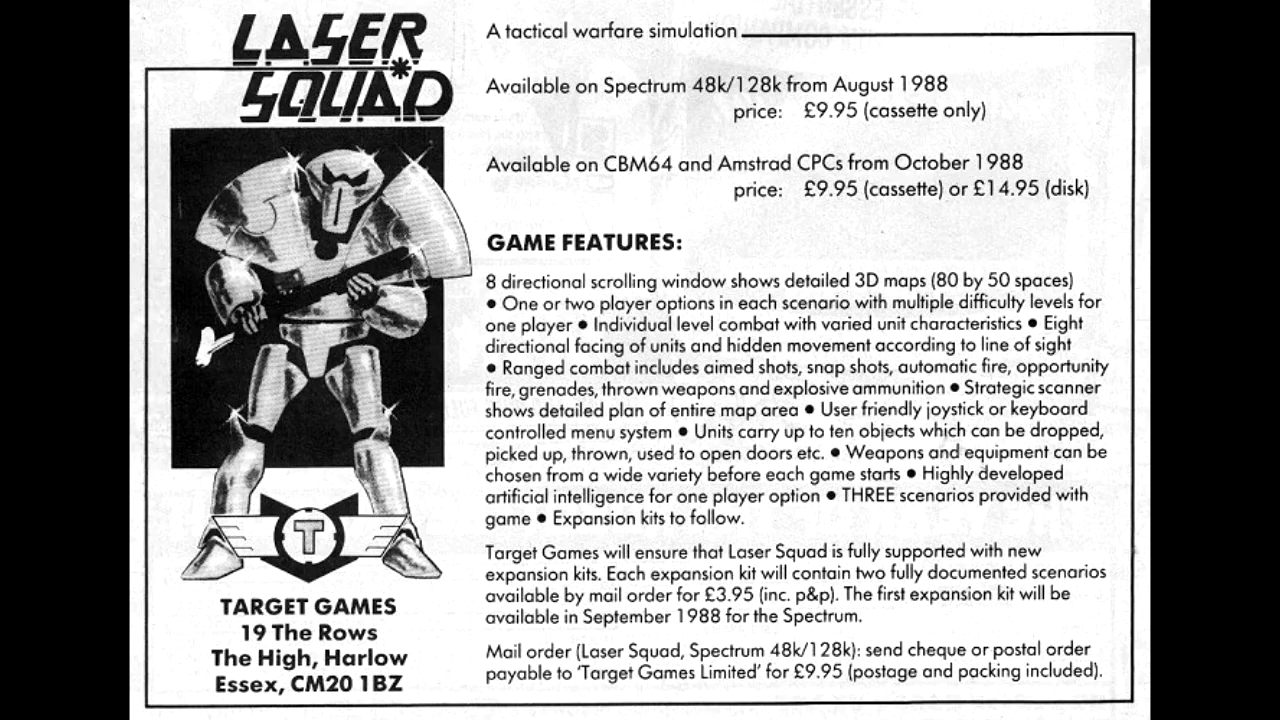 LASER
SQUAD
A tactical warfare simulation
Available on Spectrum 48k/128k from August 1988
price: £9.95 (cassette only)
Available on CBM64 and Amstrad CPCs from October 1988
price: £9.95 (cassette) or £14.95 (disk)
GAME FEATURES:
8 directional scrolling window shows detailed 3D maps (80 by 50 spaces)
● One or two player options in each scenario with multiple difficulty levels for
one player ● Individual level combat with varied unit characteristics ● Eight
directional facing of units and hidden movement according to line of sight
● Ranged combat includes aimed shots, snap shots, automatic fire, opportunity
fire, grenades, thrown weapons and explosive ammunition ● Strategic scanner
shows detailed plan of entire map area ● User friendly joystick or keyboard
controlled menu system ● Units carry up to ten objects which can be dropped,
picked up, thrown, used to open doors etc. ● Weapons and equipment can be
chosen from a wide variety before each game starts ● Highly developed
artificial intelligence for one player option ● THREE scenarios provided with
game ● Expansion kits to follow.
Target Games will ensure that Laser Squad is fully supported with new
expansion kits. Each expansion kit will contain two fully documented scenarios
available by mail order for £3.95 (inc. p&p). The first expansion kit will be
available in September 1988 for the Spectrum.
Mail order (Laser Squad, Spectrum 48k/128k): send cheque or postal order
payable to 'Target Games Limited' for £9.95 (postage and packing included).
T
TARGET GAMES
19 The Rows
The High, Harlow
Essex, CM20 1BZ